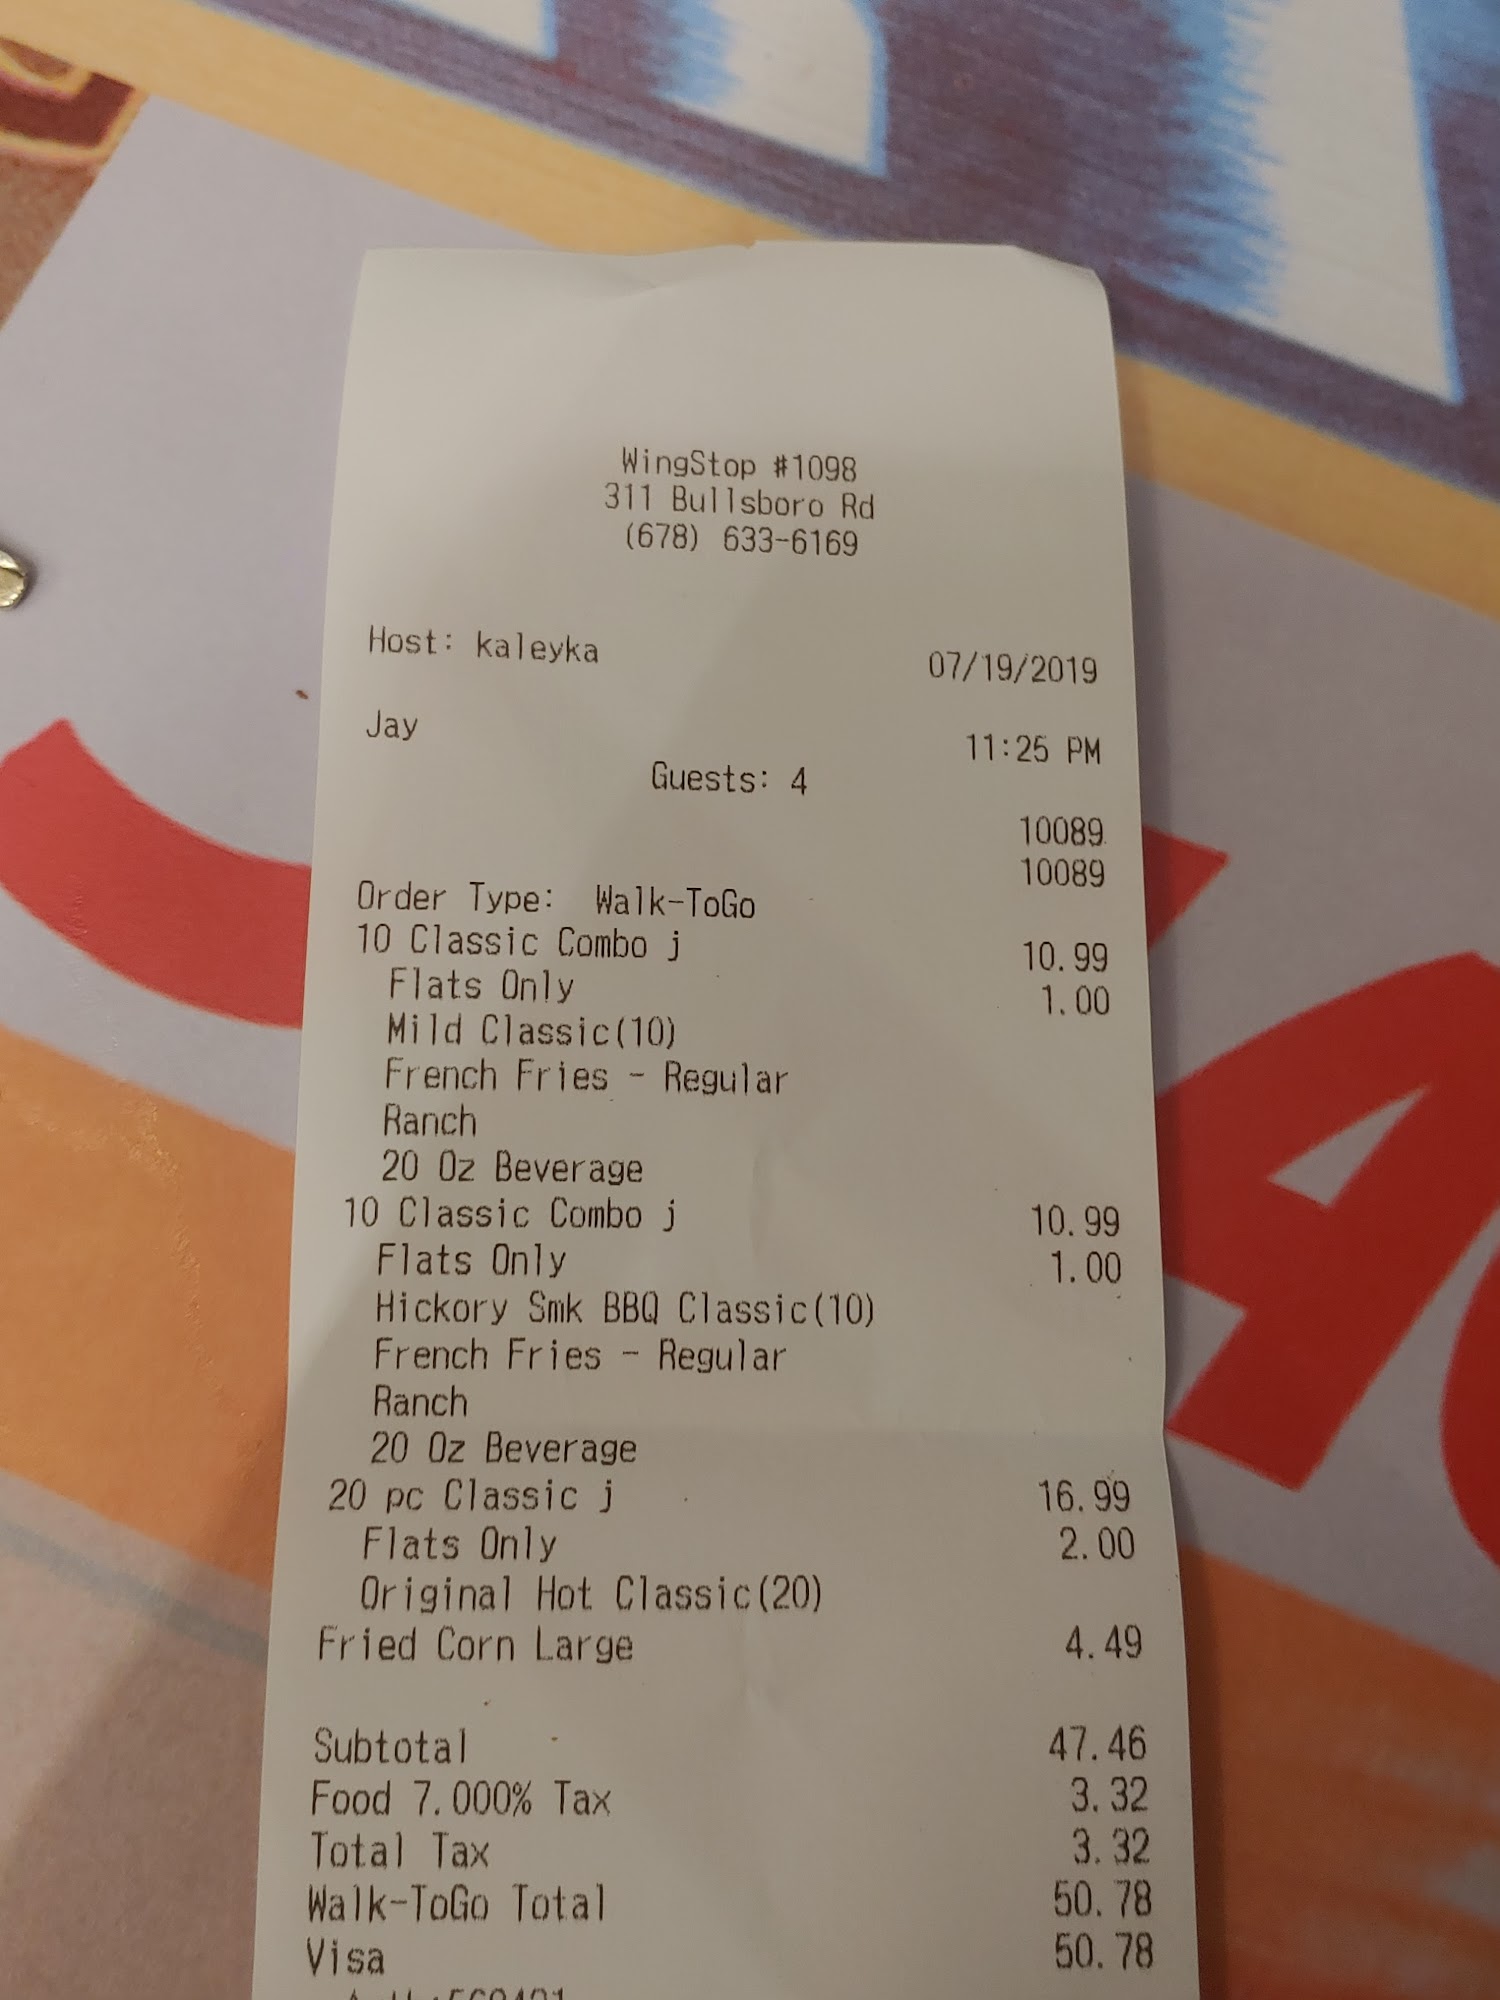 WingStop #1098
311 Bullsboro Rd
(678) 633-6169
Host: kaleyka
07/19/2019
Jay
11:25 PM
Guests: 4
10089
10089
Order Type: Walk-ToGo
10 Classic Combo j 10.99
Flats Only 1.00
Mild Classic(10)
French Fries - Regular
Ranch
20 Oz Beverage
10 Classic Combo j 10.99
Flats Only 1.00
Hickory Smk BBQ Classic(10)
French Fries - Regular
Ranch
20 Oz Beverage
20 pc Classic j 16.99
Flats Only 2.00
Original Hot Classic(20)
Fried Corn Large 4.49
Subtotal 47.46
Food 7.000% Tax 3.32
Total Tax 3.32
Walk-ToGo Total 50.78
Visa 50.78